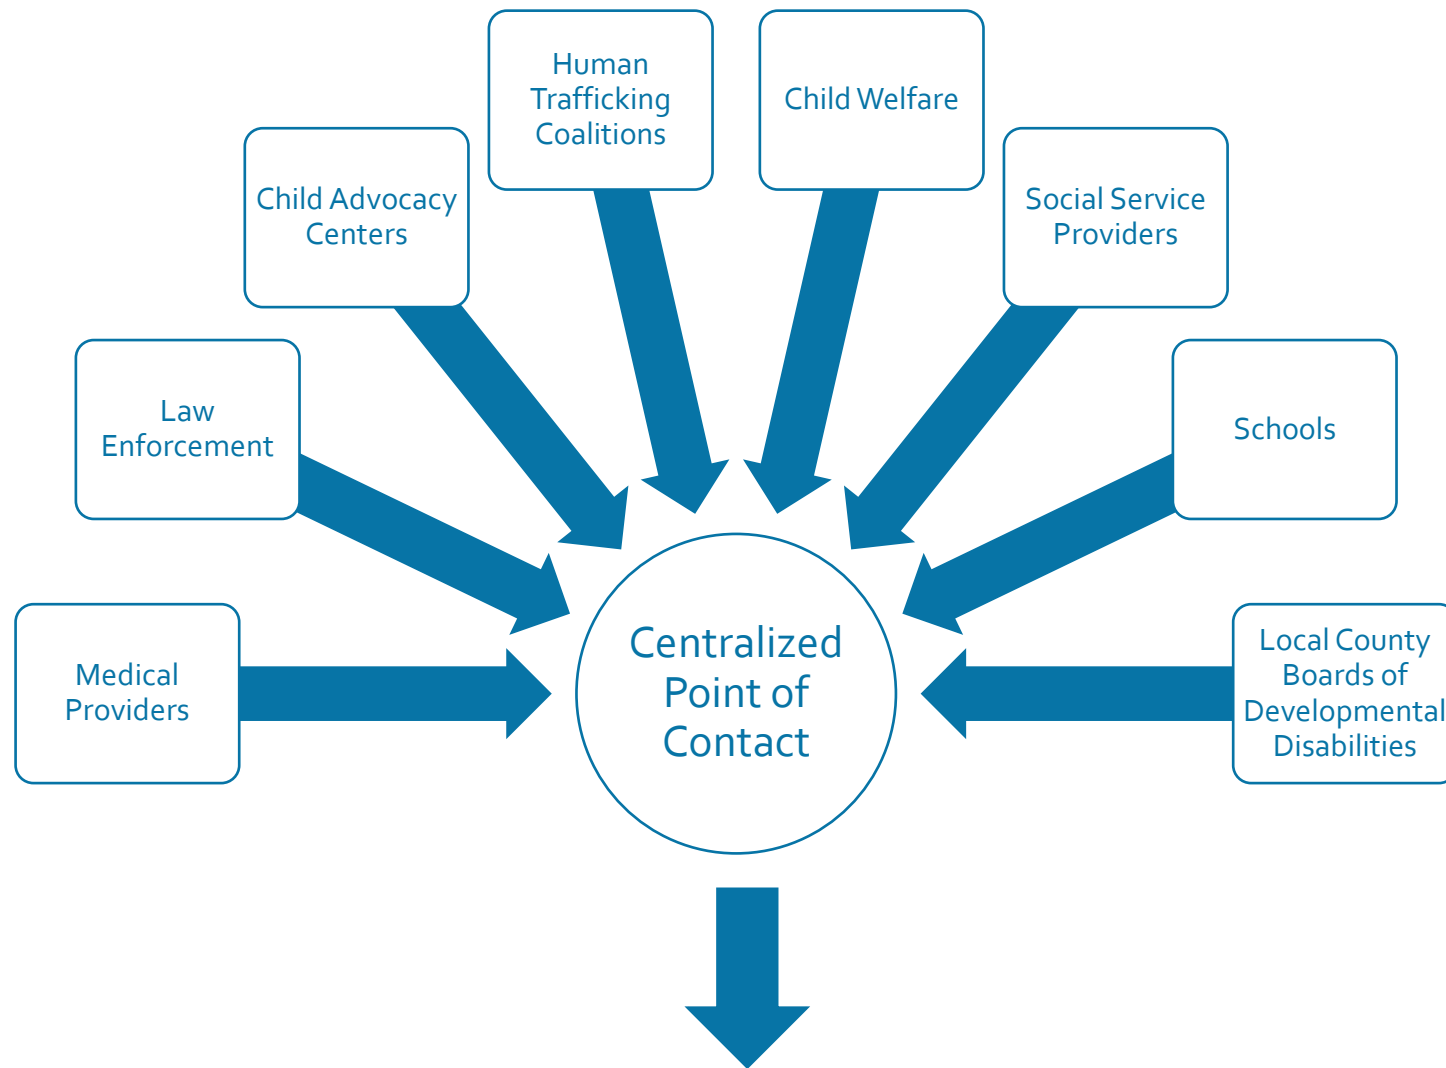 Human
Trafficking
Coalitions
Child Welfare
Child Advocacy
Centers
Social Service
Providers
Law
Enforcement
Schools
Medical
Providers
Centralized
Point of
Contact
Local County
Boards of
Developmental
Disabilities